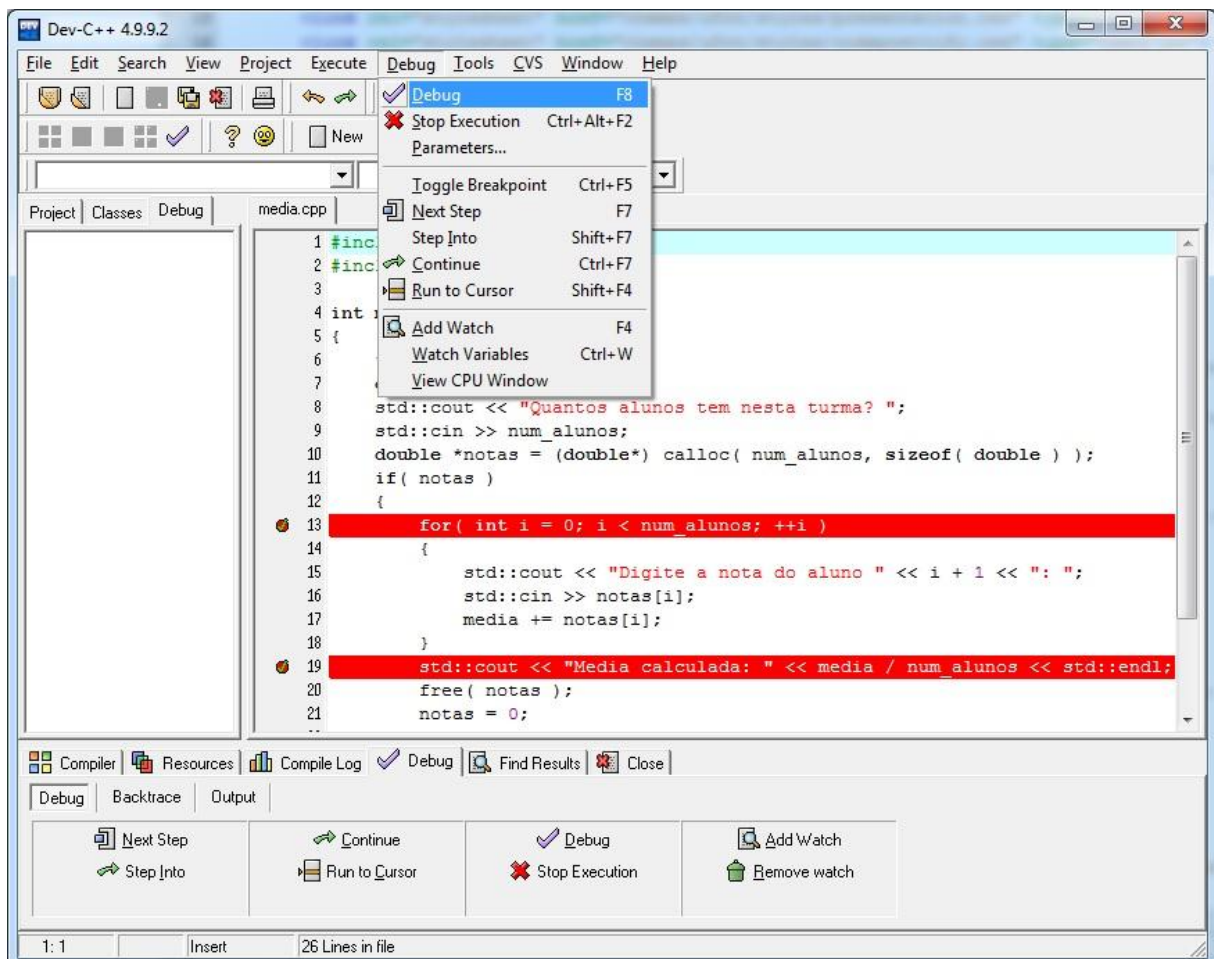 Dev-C++ 4.9.9.2
File Edit Search View Project Execute Debug Tools CVS Window Help
New
Debug F8
Stop Execution Ctrl+Alt+F2
Parameters...
Toggle Breakpoint Ctrl+F5
Next Step F7
Step Into Shift+F7
Continue Ctrl+F7
Run to Cursor Shift+F4
Add Watch F4
Watch Variables Ctrl+W
View CPU Window
Project Classes Debug
media.cpp
1 #inc
2 #inc
3
4 int
5 {
6
7
8 std::cout << "Quantos alunos tem nesta turma? ";
9 std::cin >> num_alunos;
10 double *notas = (double*) calloc( num_alunos, sizeof( double ) );
11 if( notas )
12 {
13 for( int i = 0; i < num_alunos; ++i )
14 {
15 std::cout << "Digite a nota do aluno " << i + 1 << ": ";
16 std::cin >> notas[i];
17 media += notas[i];
18 }
19 std::cout << "Media calculada: " << media / num_alunos << std::endl;
20 free( notas );
21 notas = 0;
Compiler Resources Compile Log Debug Find Results Close
Debug Backtrace Output
Next Step Continue Debug Add Watch
Step Into Run to Cursor Stop Execution Remove watch
1: 1 Insert 26 Lines in file